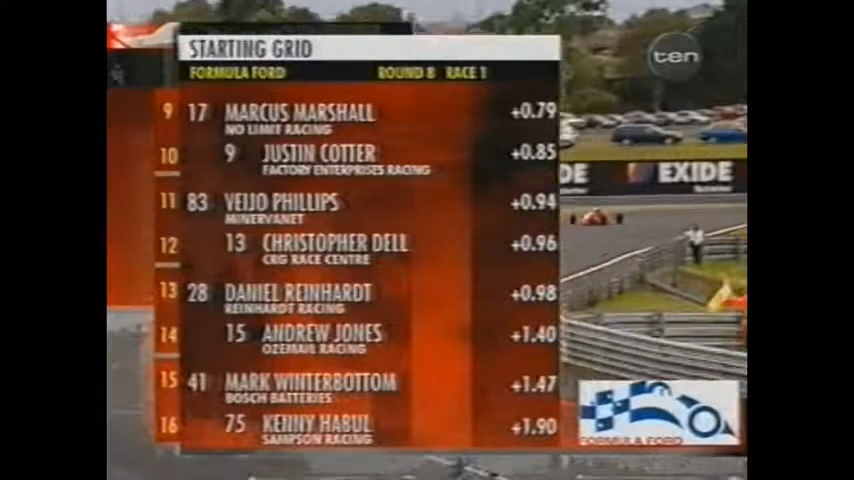 STARTING GRID
FORMULA FORD ROUND 8 RACE 1
ten
9 17 MARCUS MARSHALL +0.79
NO LIMIT RACING
10 9 JUSTIN COTTER +0.85
FACTORY ENTERPRISES RACING
11 83 VEIJO PHILLIPS +0.94
MINERVANET
12 13 CHRISTOPHER DELL +0.96
CRG RACE CENTRE
13 28 DANIEL REINHARDT +0.98
REINHARDT RACING
14 15 ANDREW JONES +1.40
OZEMAIL RACING
15 41 MARK WINTERBOTTOM +1.47
BOSCH BATTERIES
16 75 KENNY HABUL +1.90
SAMPSON RACING
DE
EXIDE
Batteries
FORMULA FORD